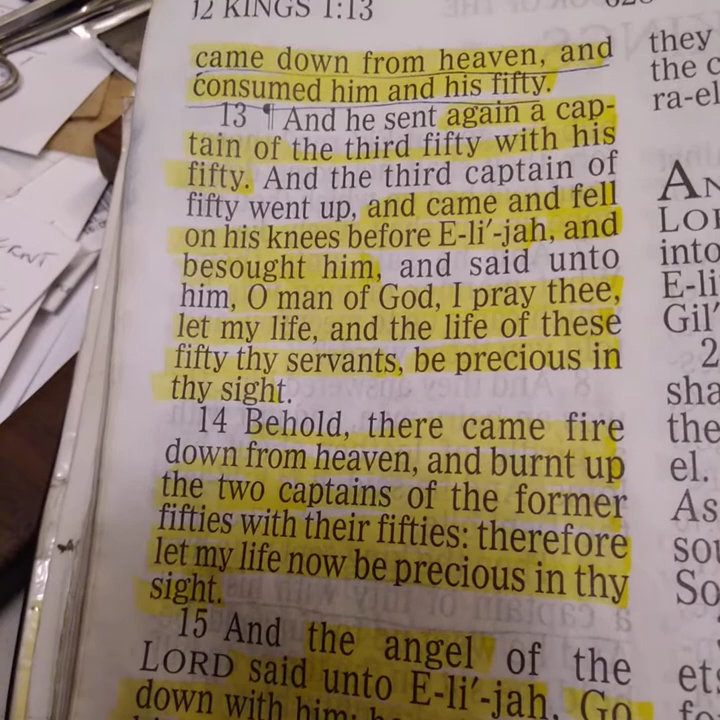 12 KINGS 1:13
came down from heaven, and
consumed him and his fifty.
13 ¶ And he sent again a cap-
tain of the third fifty with his
fifty. And the third captain of
fifty went up, and came and fell
on his knees before E-li′-jah, and
besought him, and said unto
him, O man of God, I pray thee,
let my life, and the life of these
fifty thy servants, be precious in
thy sight.
14 Behold, there came fire
down from heaven, and burnt up
the two captains of the former
fifties with their fifties: therefore
let my life now be precious in thy
sight.
15 And the angel of the
LORD said unto E-li′-jah, Go
down with him:
they
the
ra-el
AN
LOR
into
E-li
Gil′
2
sha
the
el.
As
sou
So
ets